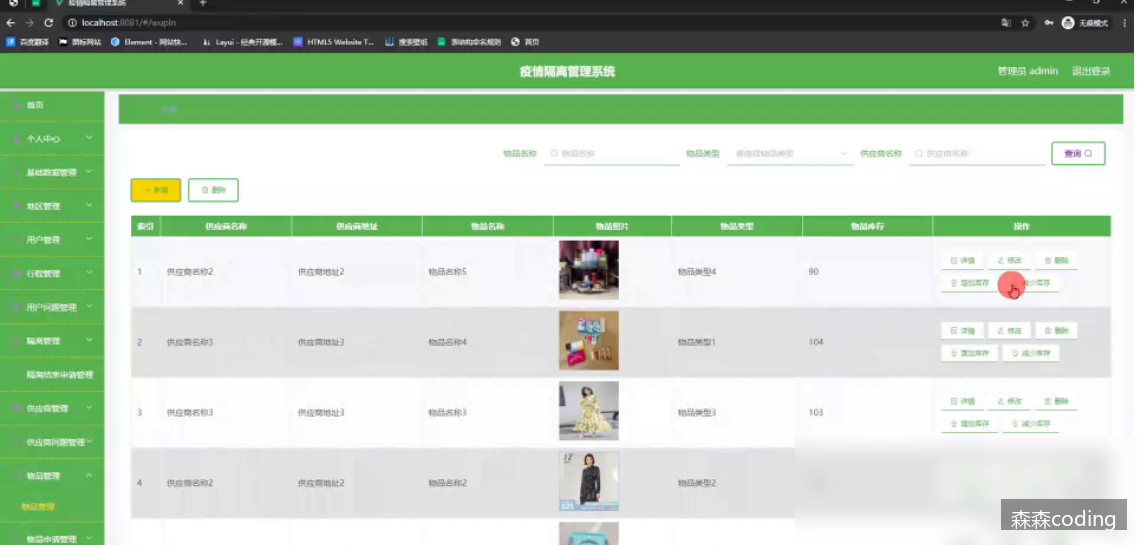 疫情隔离管理系统
localhost:8081/#/wupin
无痕模式
百度翻译 图标网站 Element - 网站快... Layui - 经典开源模... HTML5 Website T... 搜索壁纸 首页
疫情隔离管理系统
管理员 admin 退出登录
首页
个人中心
基础数据管理
地区管理
用户管理
行程管理
用户问题管理
隔离管理
隔离结束申请管理
供应商管理
供应商问题管理
物品管理
物品管理
物品申请管理
物品名称 物品名称 物品类型 请选择物品类型 供应商名称 供应商名称 查询
新增 删除
索引 供应商名称 供应商地址 物品名称 物品照片 物品类型 物品库存 操作
1 供应商名称2 供应商地址2 物品名称5 物品类型4 90 详情 修改 删除
增加库存 减少库存
2 供应商名称3 供应商地址3 物品名称4 物品类型1 104 详情 修改 删除
增加库存 减少库存
3 供应商名称3 供应商地址3 物品名称3 物品类型3 103 详情 修改 删除
增加库存 减少库存
4 供应商名称2 供应商地址2 物品名称2 物品类型2
森森coding